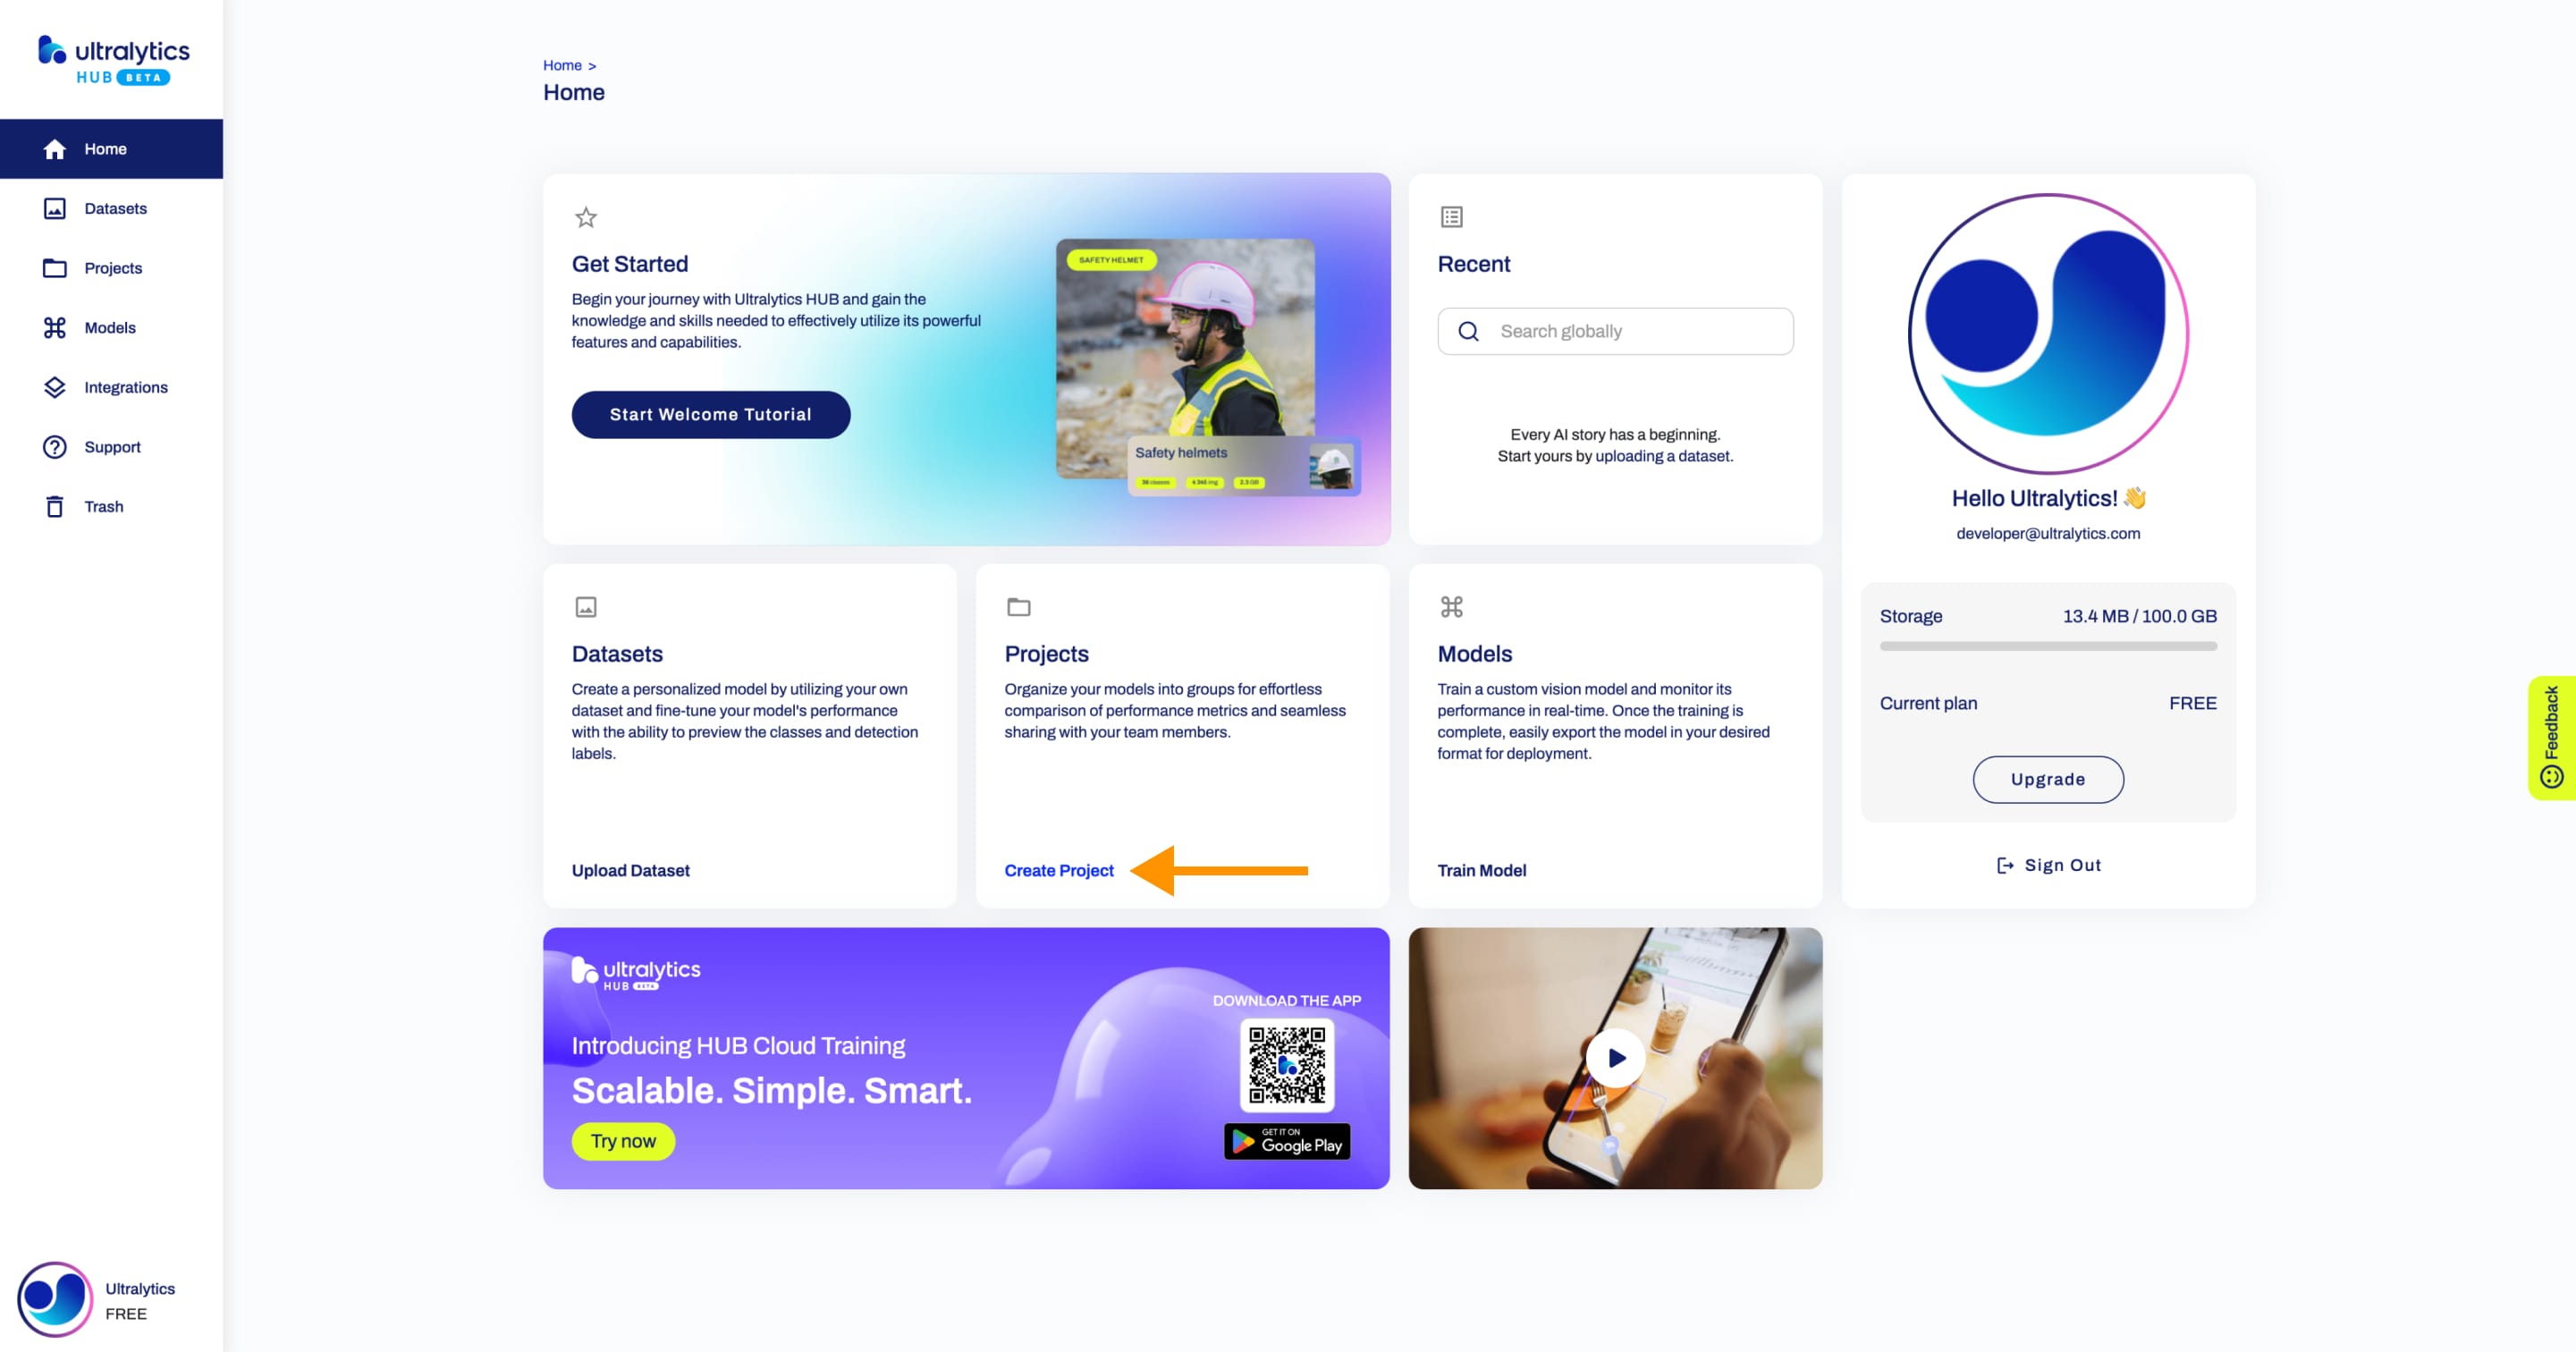 ultralytics
HUB BETA
Home
Datasets
Projects
Models
Integrations
Support
Trash
Ultralytics
FREE
Home >
Home
Get Started
Begin your journey with Ultralytics HUB and gain the
knowledge and skills needed to effectively utilize its powerful
features and capabilities.
Start Welcome Tutorial
SAFETY HELMET
Safety helmets
Recent
Search globally
Every AI story has a beginning.
Start yours by uploading a dataset.
Hello Ultralytics! 👋
developer@ultralytics.com
Storage 13.4 MB / 100.0 GB
Current plan FREE
Upgrade
Sign Out
Datasets
Create a personalized model by utilizing your own
dataset and fine-tune your model's performance
with the ability to preview the classes and detection
labels.
Upload Dataset
Projects
Organize your models into groups for effortless
comparison of performance metrics and seamless
sharing with your team members.
Create Project
Models
Train a custom vision model and monitor its
performance in real-time. Once the training is
complete, easily export the model in your desired
format for deployment.
Train Model
ultralytics
HUB BETA
Introducing HUB Cloud Training
Scalable. Simple. Smart.
Try now
DOWNLOAD THE APP
GET IT ON
Google Play
Feedback